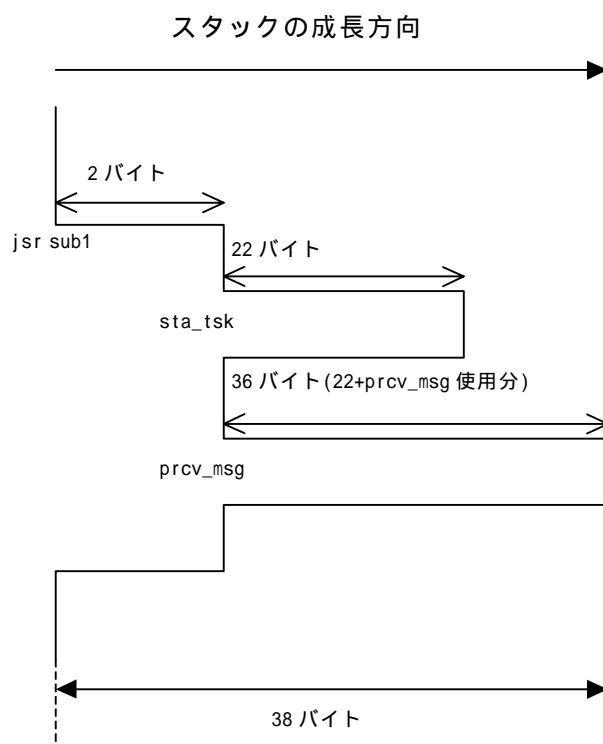 スタックの成長方向
2 バイト
jsr sub1
22 バイト
sta_tsk
36 バイト(22+prcv_msg 使用分)
prcv_msg
38 バイト